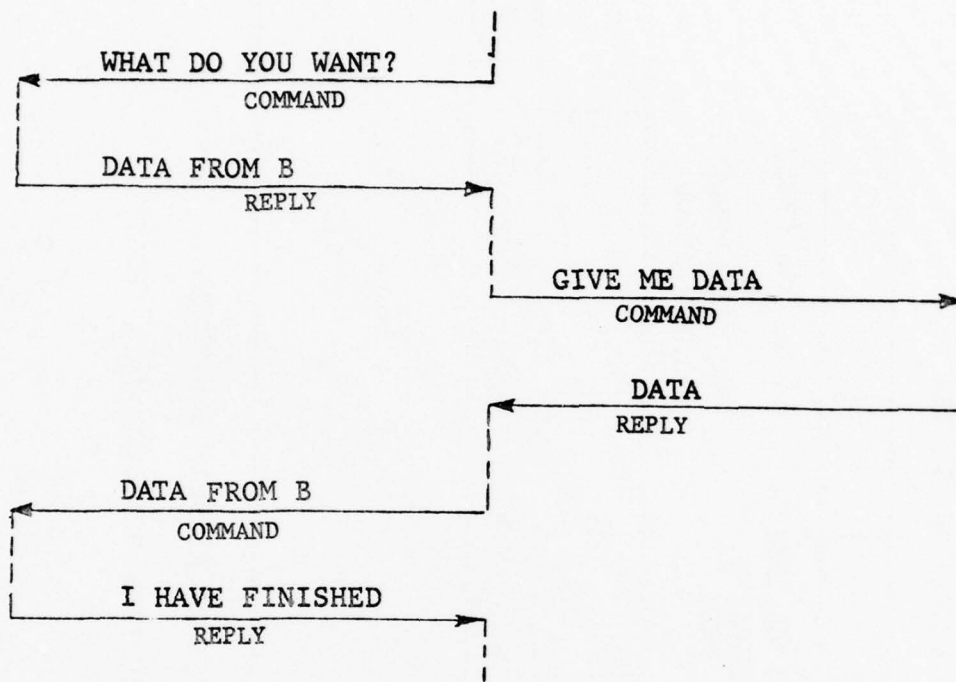 WHAT DO YOU WANT?
COMMAND
DATA FROM B
REPLY
GIVE ME DATA
COMMAND
DATA
REPLY
DATA FROM B
COMMAND
I HAVE FINISHED
REPLY